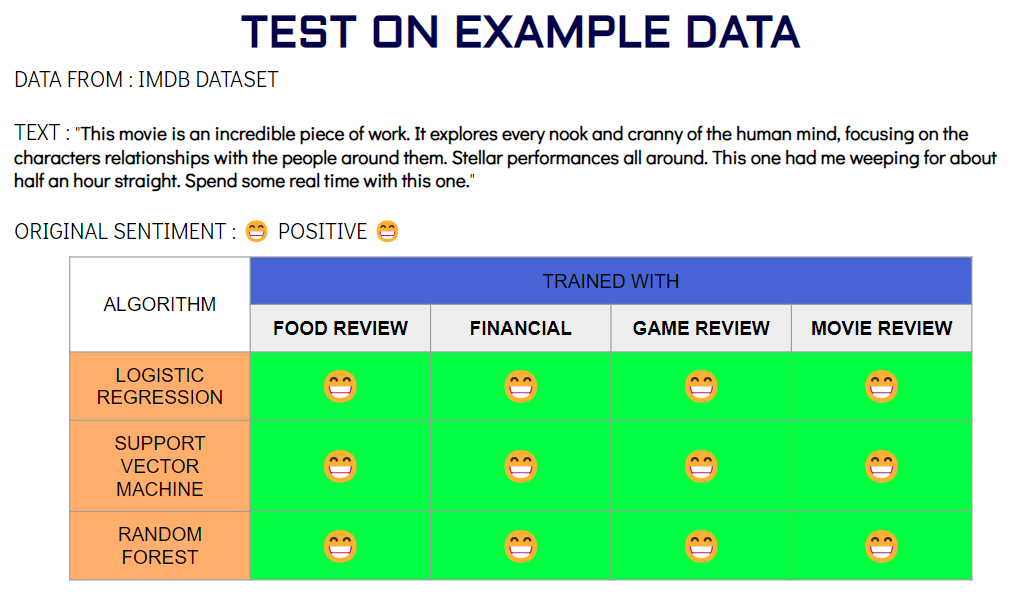 TEST ON EXAMPLE DATA
DATA FROM : IMDB DATASET
TEXT : "This movie is an incredible piece of work. It explores every nook and cranny of the human mind, focusing on the
characters relationships with the people around them. Stellar performances all around. This one had me weeping for about
half an hour straight. Spend some real time with this one."
ORIGINAL SENTIMENT : 😁 POSITIVE 😁
ALGORITHM
TRAINED WITH
FOOD REVIEW
FINANCIAL
GAME REVIEW
MOVIE REVIEW
LOGISTIC
REGRESSION
SUPPORT
VECTOR
MACHINE
RANDOM
FOREST